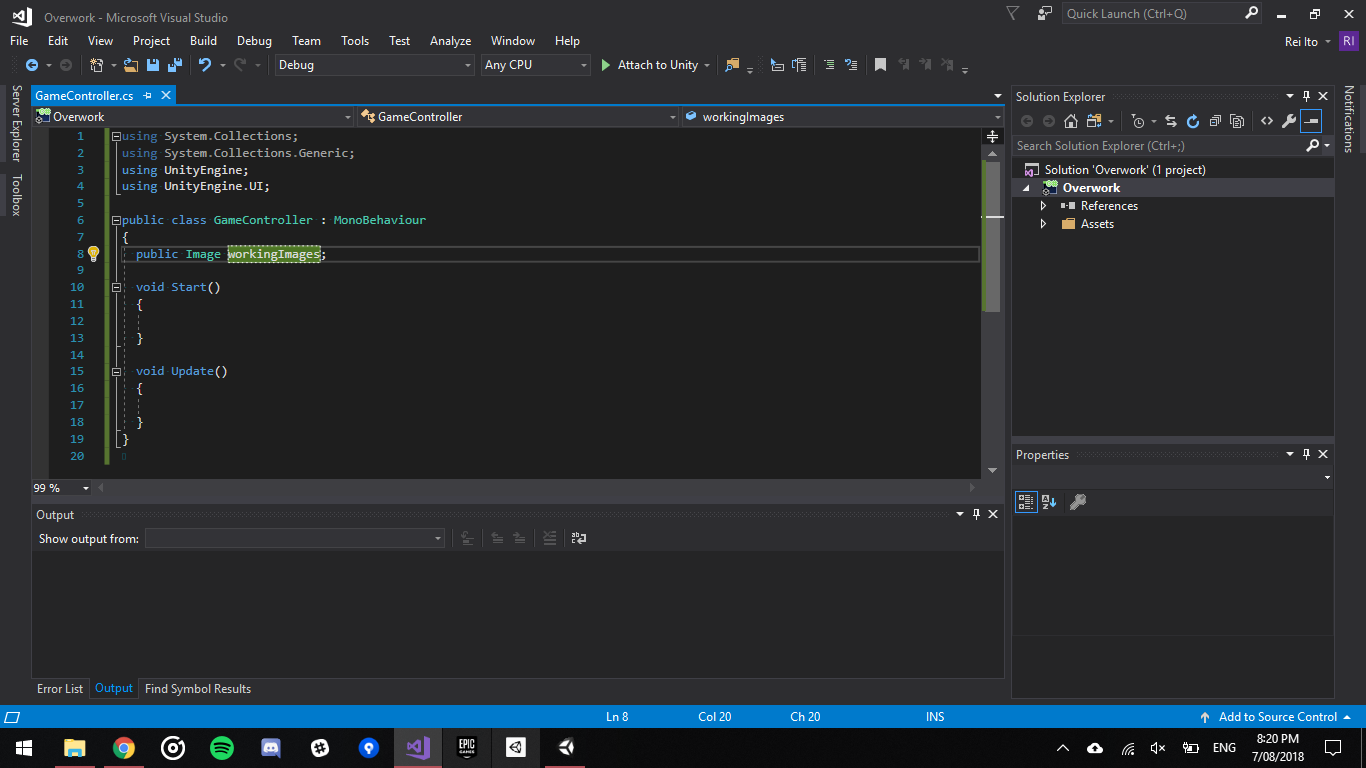 Overwork - Microsoft Visual Studio
Quick Launch (Ctrl+Q)
File Edit View Project Build Debug Team Tools Test Analyze Window Help
Rei Ito RI
Debug Any CPU Attach to Unity
Server Explorer
Toolbox
GameController.cs
Overwork GameController workingImages
1 using System.Collections;
2 using System.Collections.Generic;
3 using UnityEngine;
4 using UnityEngine.UI;
5
6 public class GameController : MonoBehaviour
7 {
8 public Image workingImages;
9
10 void Start()
11 {
12
13 }
14
15 void Update()
16 {
17
18 }
19 }
20
99 %
Output
Show output from:
Error List Output Find Symbol Results
Solution Explorer
Search Solution Explorer (Ctrl+;)
Solution 'Overwork' (1 project)
Overwork
References
Assets
Properties
Notifications
Ln 8 Col 20 Ch 20 INS Add to Source Control
EPIC
GAMES
ENG
8:20 PM
7/08/2018